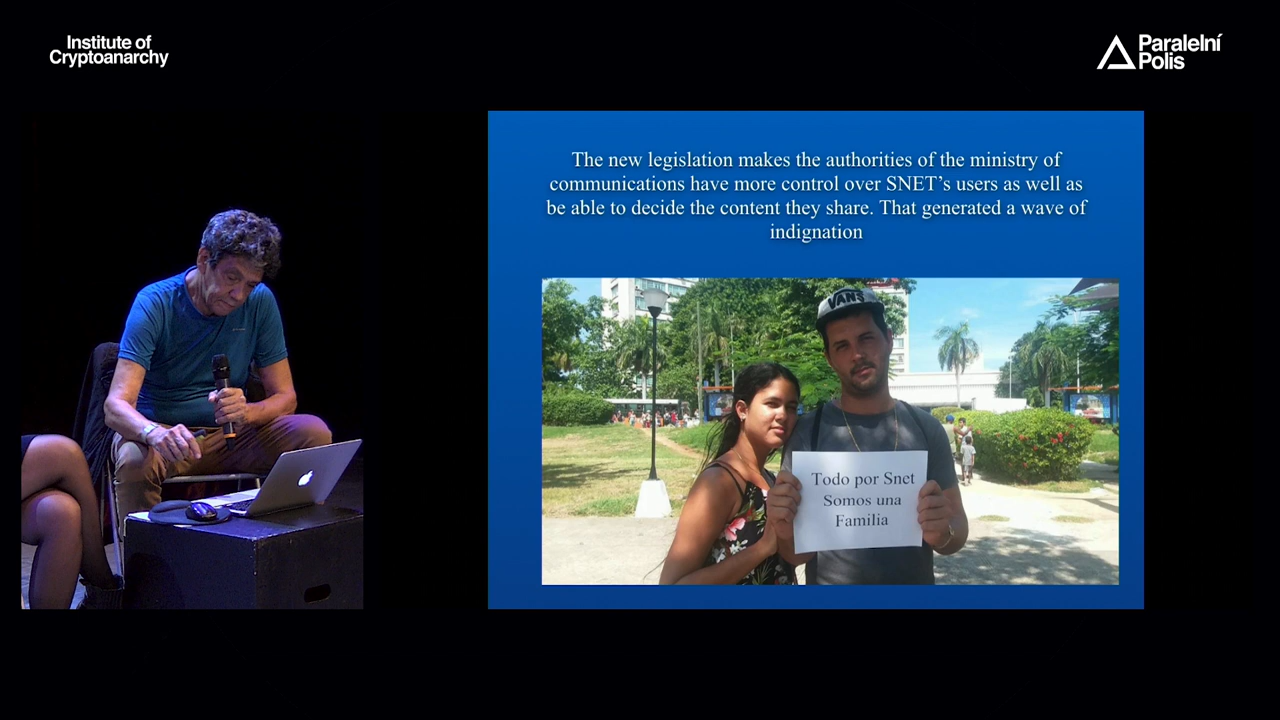 Institute of
Cryptoanarchy
Paralelní
Polis
The new legislation makes the authorities of the ministry of
communications have more control over SNET’s users as well as
be able to decide the content they share. That generated a wave of
indignation
VANS
Todo por Snet
Somos una
Familia